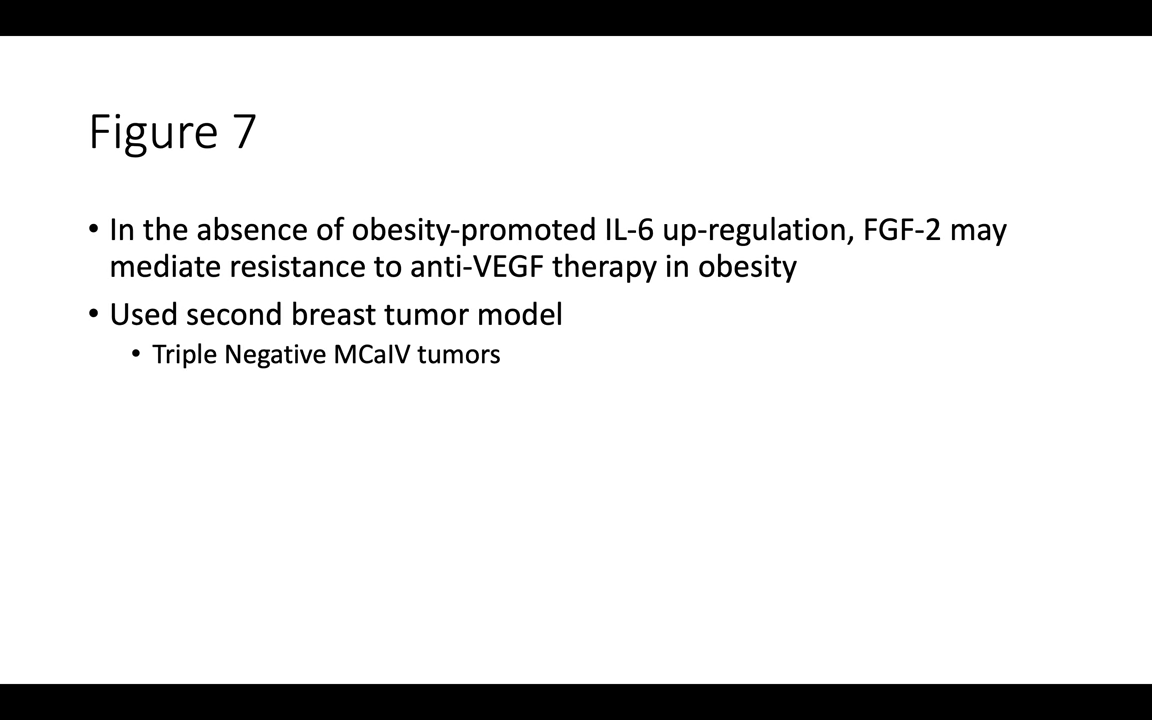 Figure 7
• In the absence of obesity-promoted IL-6 up-regulation, FGF-2 may
mediate resistance to anti-VEGF therapy in obesity
• Used second breast tumor model
• Triple Negative MCaIV tumors